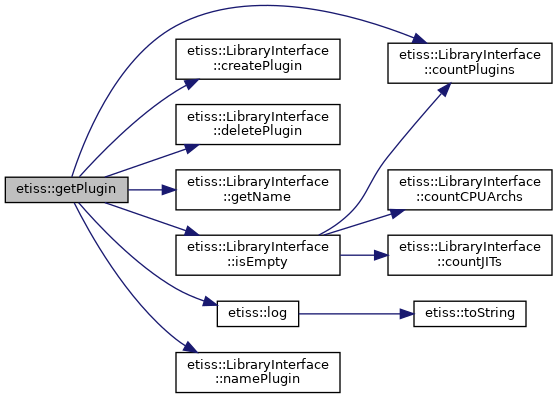 etiss::getPlugin
etiss::LibraryInterface
::createPlugin
etiss::LibraryInterface
::deletePlugin
etiss::LibraryInterface
::getName
etiss::LibraryInterface
::isEmpty
etiss::log
etiss::LibraryInterface
::namePlugin
etiss::LibraryInterface
::countPlugins
etiss::LibraryInterface
::countCPUArchs
etiss::LibraryInterface
::countJITs
etiss::toString